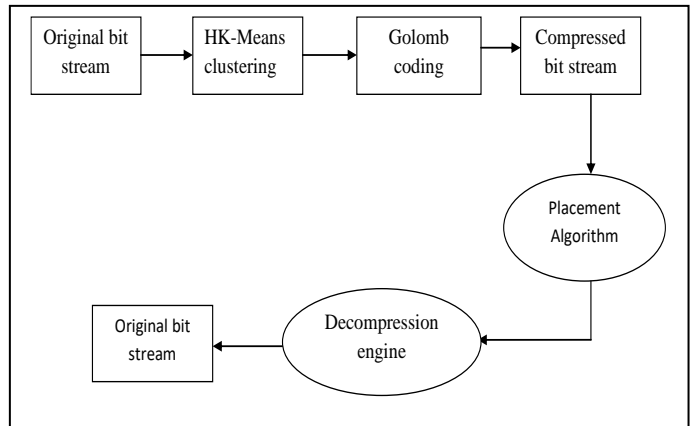 Original bit
stream
HK-Means
clustering
Golomb
coding
Compressed
bit stream
Placement
Algorithm
Decompression
engine
Original bit
stream